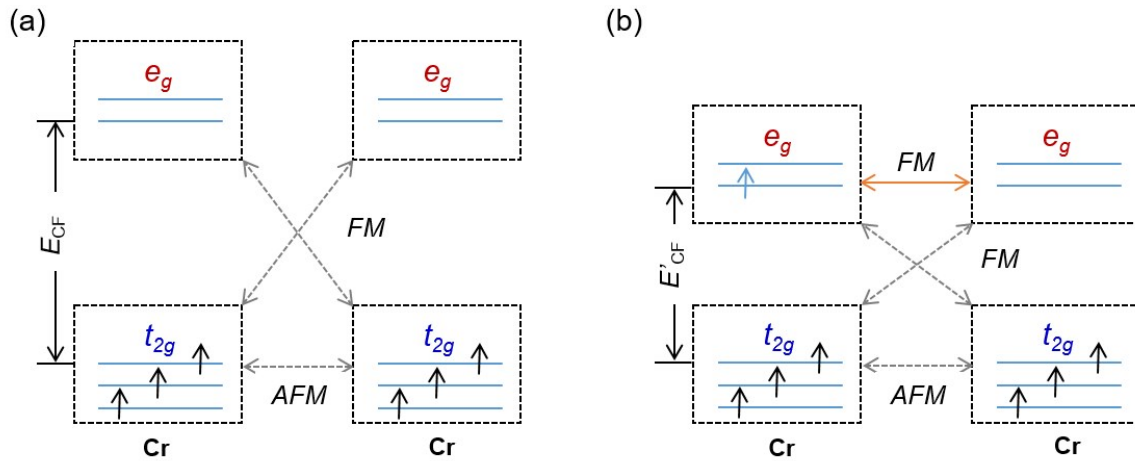 (a)
e_g
e_g
E_CF
FM
t_2g
t_2g
AFM
Cr
Cr
(b)
e_g
FM
e_g
E'_CF
FM
t_2g
t_2g
AFM
Cr
Cr